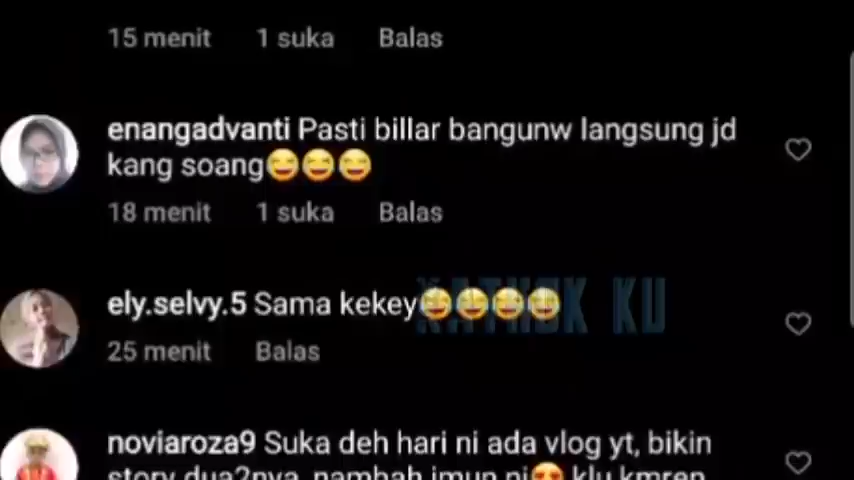 15 menit 1 suka Balas
enangadvanti Pasti billar bangunw langsung jd
kang soang😆😆😆
18 menit 1 suka Balas
ely.selvy.5 Sama kekey😆😆😆😆
KATHOK KU
25 menit Balas
noviaroza9 Suka deh hari ni ada vlog yt, bikin
story dua2nya, nambah imun ni😍 klu kmren